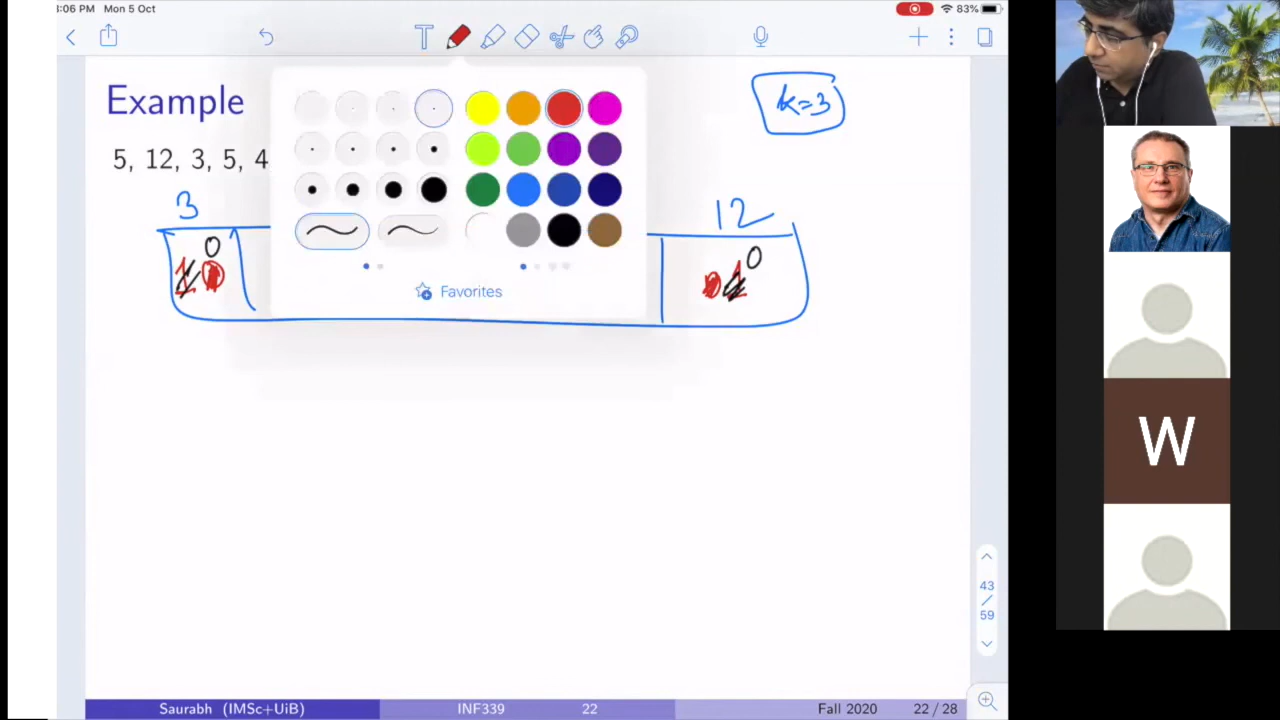 3:06 PM Mon 5 Oct
83%
Example
k=3
5, 12, 3, 5, 4
3
12
0
0
Favorites
W
43
59
Saurabh (IMSc+UiB)
INF339
22
Fall 2020
22 / 28